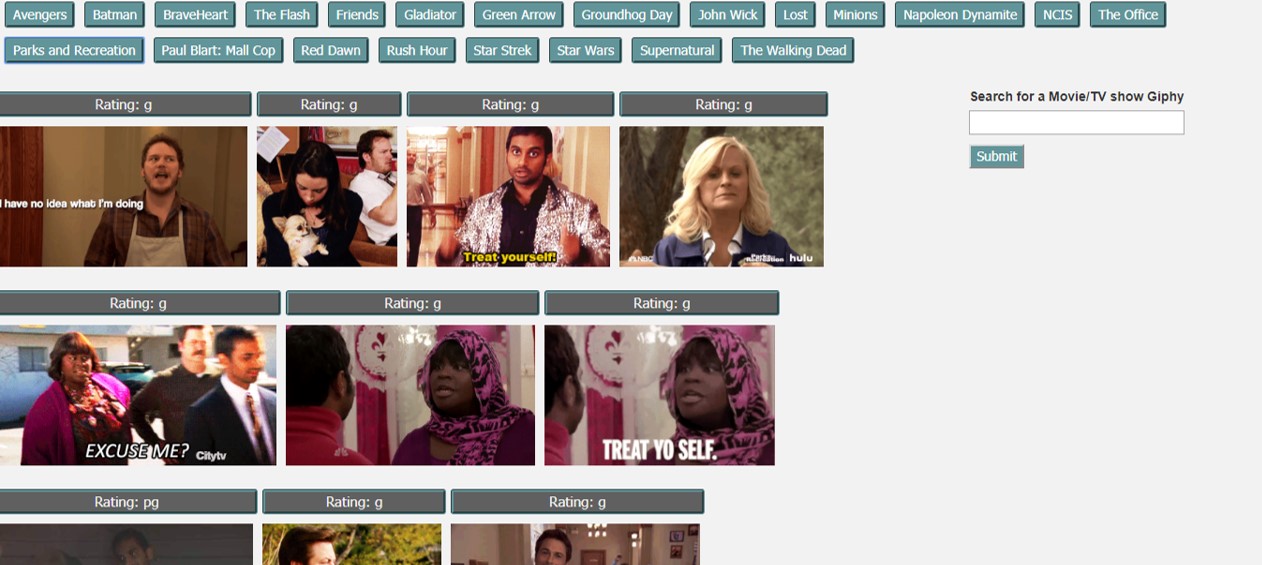 Avengers Batman BraveHeart The Flash Friends Gladiator Green Arrow Groundhog Day John Wick Lost Minions Napoleon Dynamite NCIS The Office
Parks and Recreation Paul Blart: Mall Cop Red Dawn Rush Hour Star Strek Star Wars Supernatural The Walking Dead
Rating: g Rating: g Rating: g Rating: g
Search for a Movie/TV show Giphy
Submit
I have no idea what I'm doing
Treat yourself!
NBC Parks and Recreation hulu
Rating: g Rating: g Rating: g
EXCUSE ME? Citytv
TREAT YO SELF.
Rating: pg Rating: g Rating: g